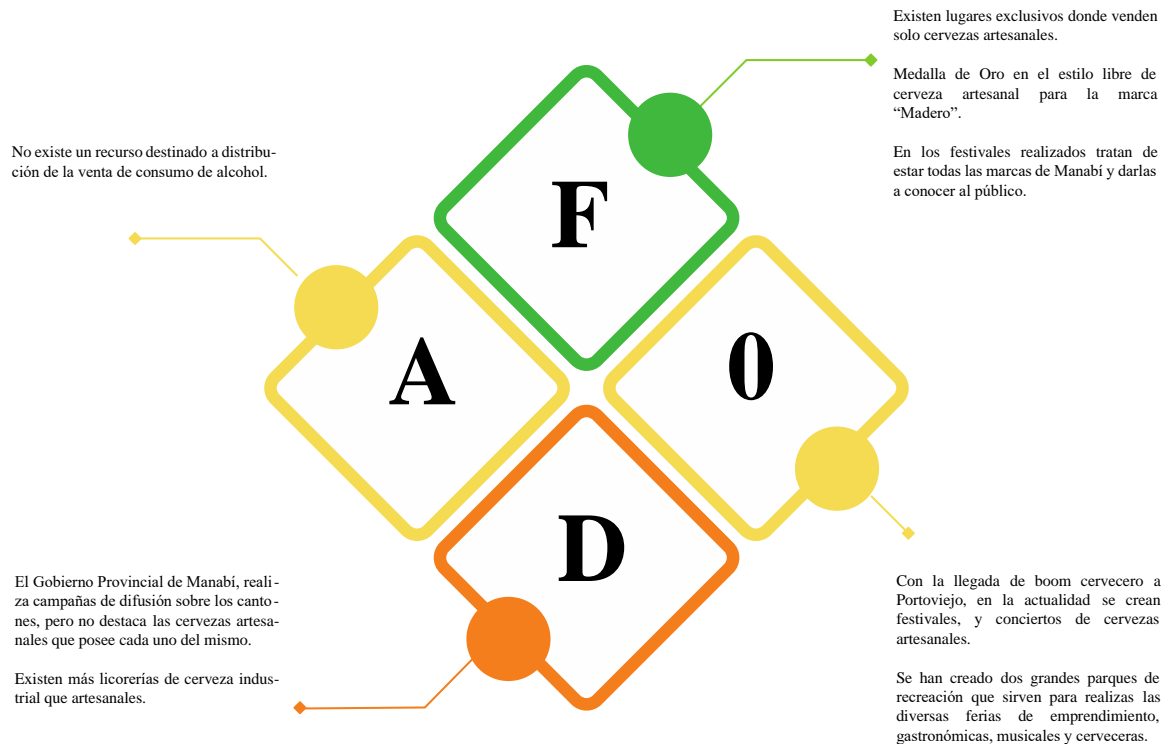 Existen lugares exclusivos donde venden
solo cervezas artesanales.
Medalla de Oro en el estilo libre de
cerveza artesanal para la marca
“Madero”.
En los festivales realizados tratan de
estar todas las marcas de Manabí y darlas
a conocer al público.
No existe un recurso destinado a distribu-
ción de la venta de consumo de alcohol.
F
A
0
D
El Gobierno Provincial de Manabí, reali-
za campañas de difusión sobre los canto-
nes, pero no destaca las cervezas artesa-
nales que posee cada uno del mismo.
Existen más licorerías de cerveza indus-
trial que artesanales.
Con la llegada de boom cervecero a
Portoviejo, en la actualidad se crean
festivales, y conciertos de cervezas
artesanales.
Se han creado dos grandes parques de
recreación que sirven para realizas las
diversas ferias de emprendimiento,
gastronómicas, musicales y cerveceras.